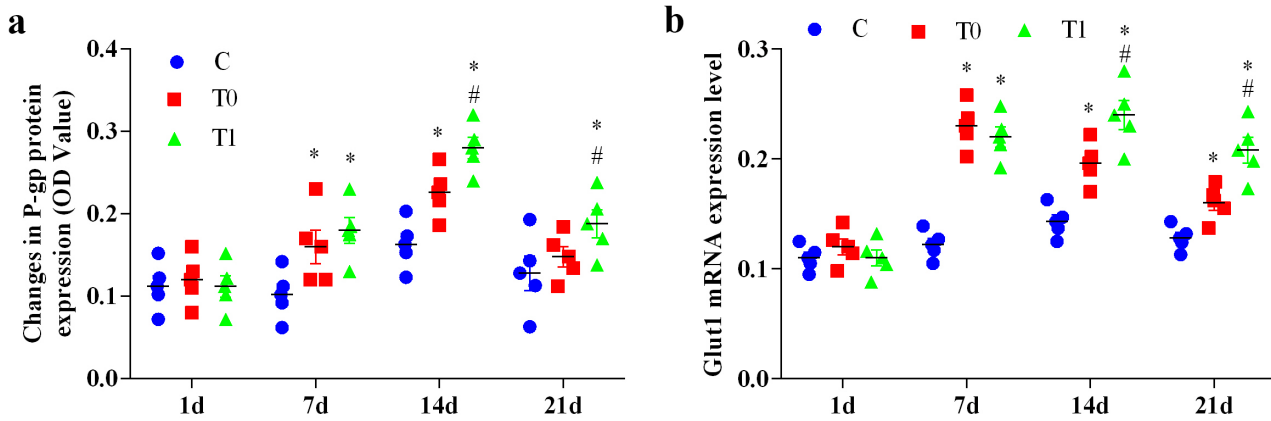 a
Changes in P-gp protein
expression (OD Value)
0.4
0.3
0.2
0.1
0.0
C
T0
T1
* *
*
*
#
*
#
1d 7d 14d 21d
b
Glut1 mRNA expression level
0.3
0.2
0.1
0.0
C T0 T1
* *
*
*
#
*
*
#
1d 7d 14d 21d